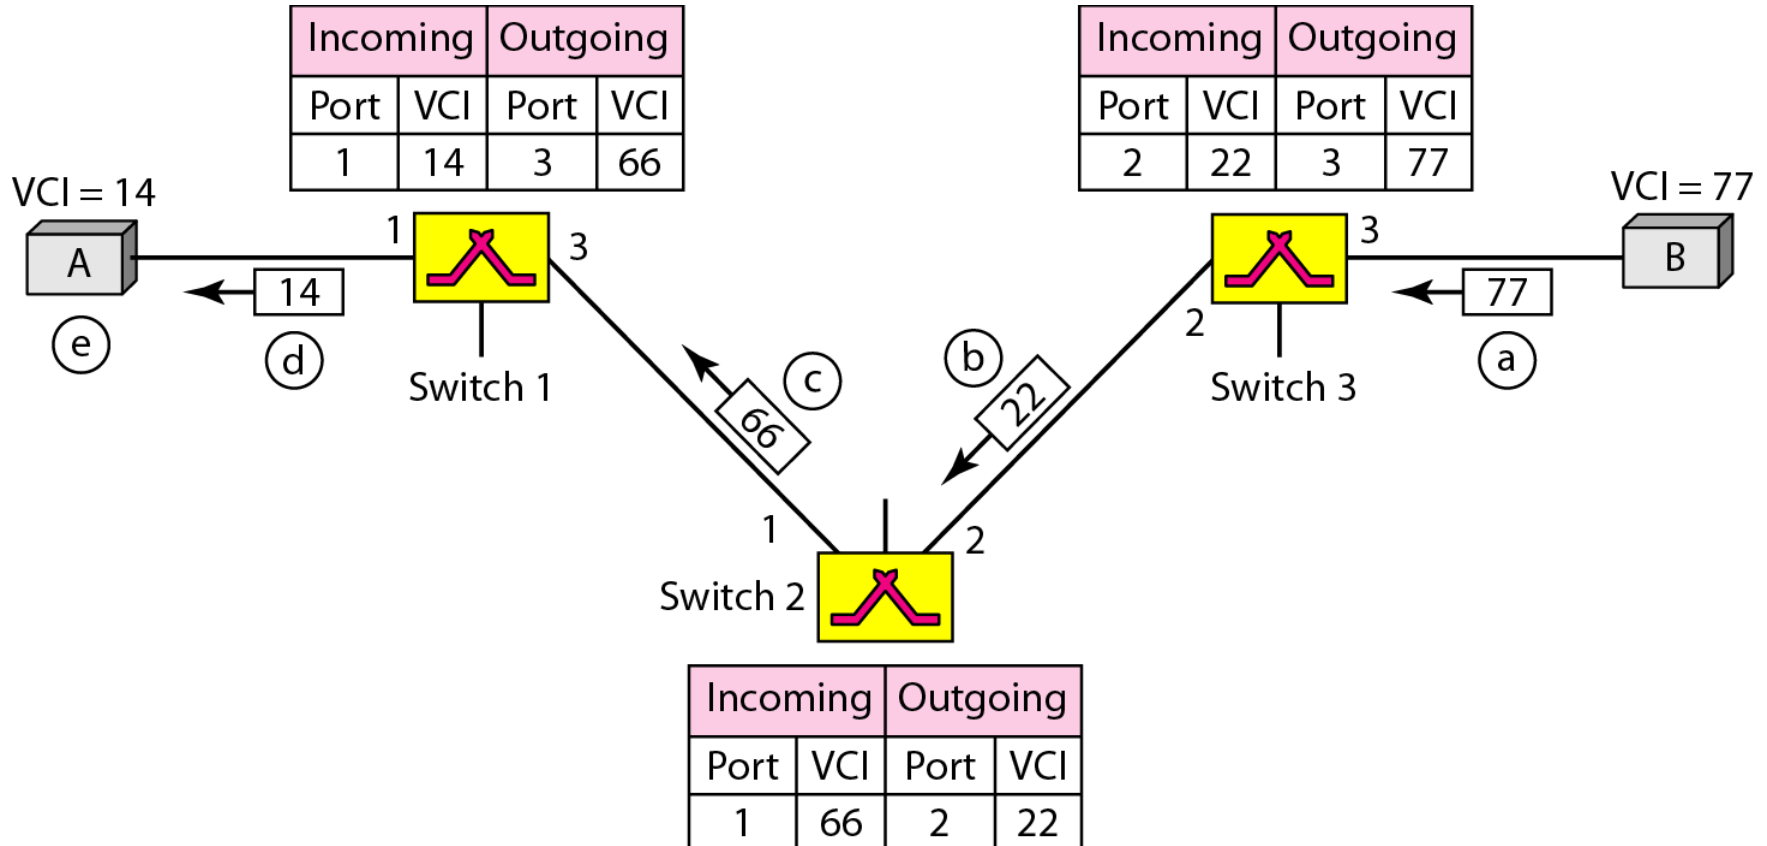 Incoming Outgoing
Port VCI Port VCI
1 14 3 66
Incoming Outgoing
Port VCI Port VCI
2 22 3 77
VCI = 14
VCI = 77
A
1
3
14
e
d
Switch 1
66
c
1
B
3
2
77
a
Switch 3
b
22
2
Switch 2
Incoming Outgoing
Port VCI Port VCI
1 66 2 22